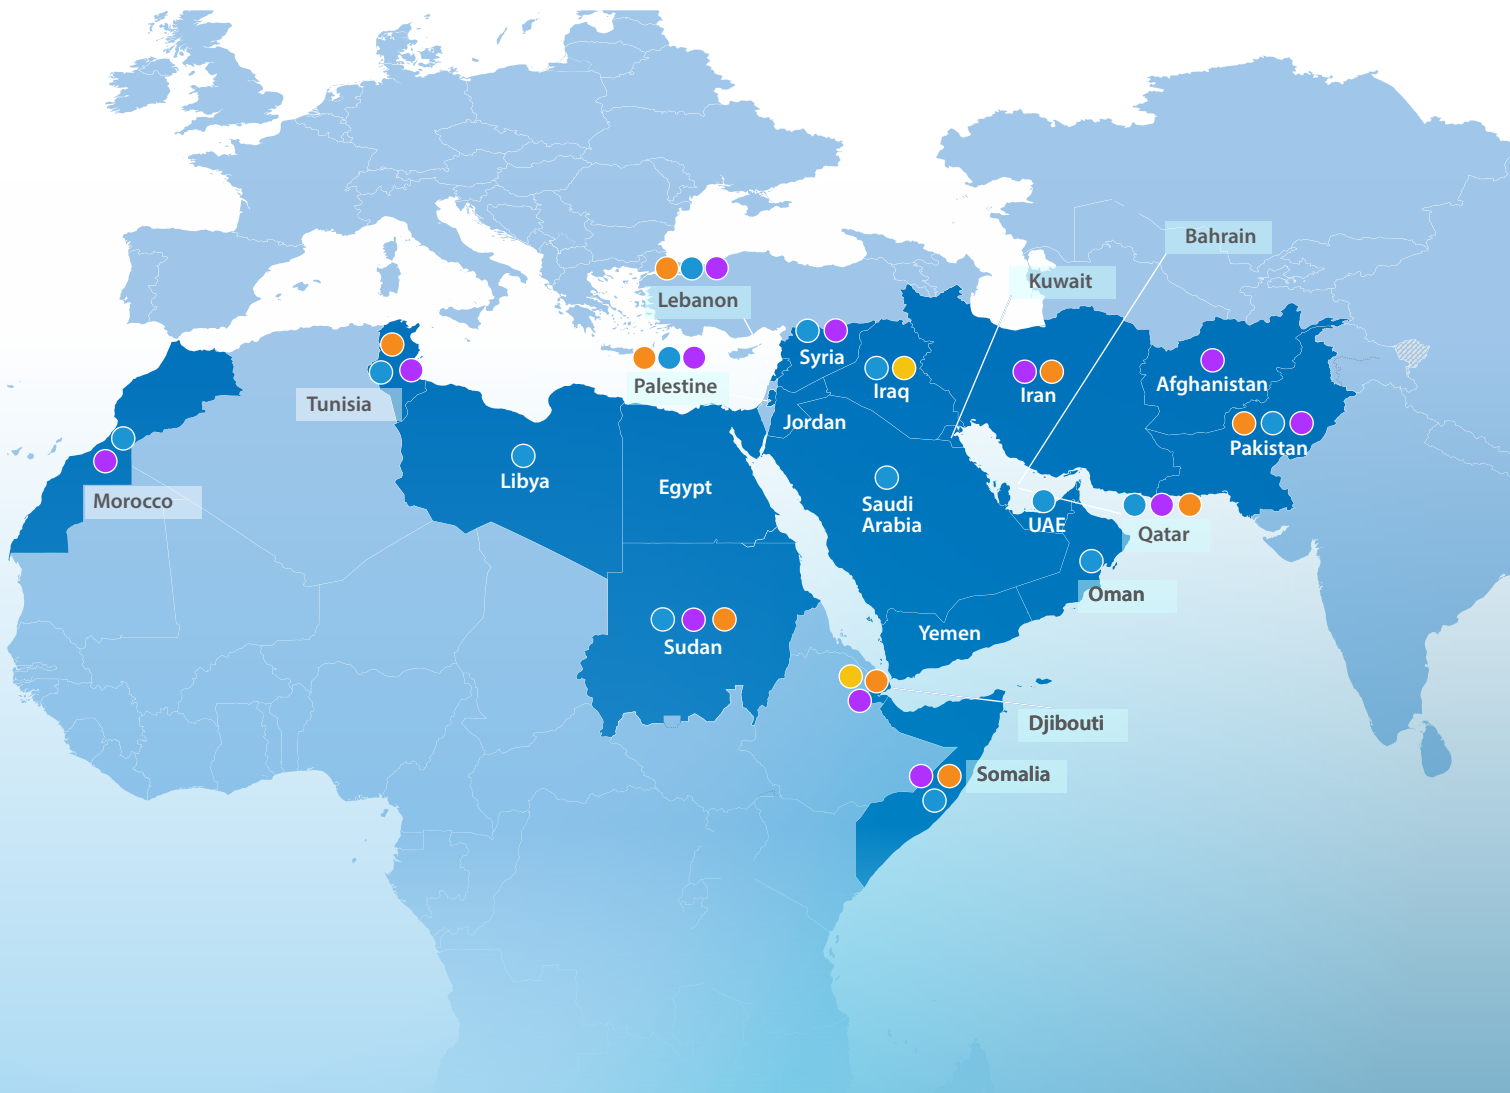 Bahrain
Kuwait
Lebanon
Syria
Palestine
Iraq
Iran
Afghanistan
Tunisia
Jordan
Pakistan
Libya
Egypt
Morocco
Saudi
Arabia
UAE
Qatar
Oman
Yemen
Sudan
Djibouti
Somalia